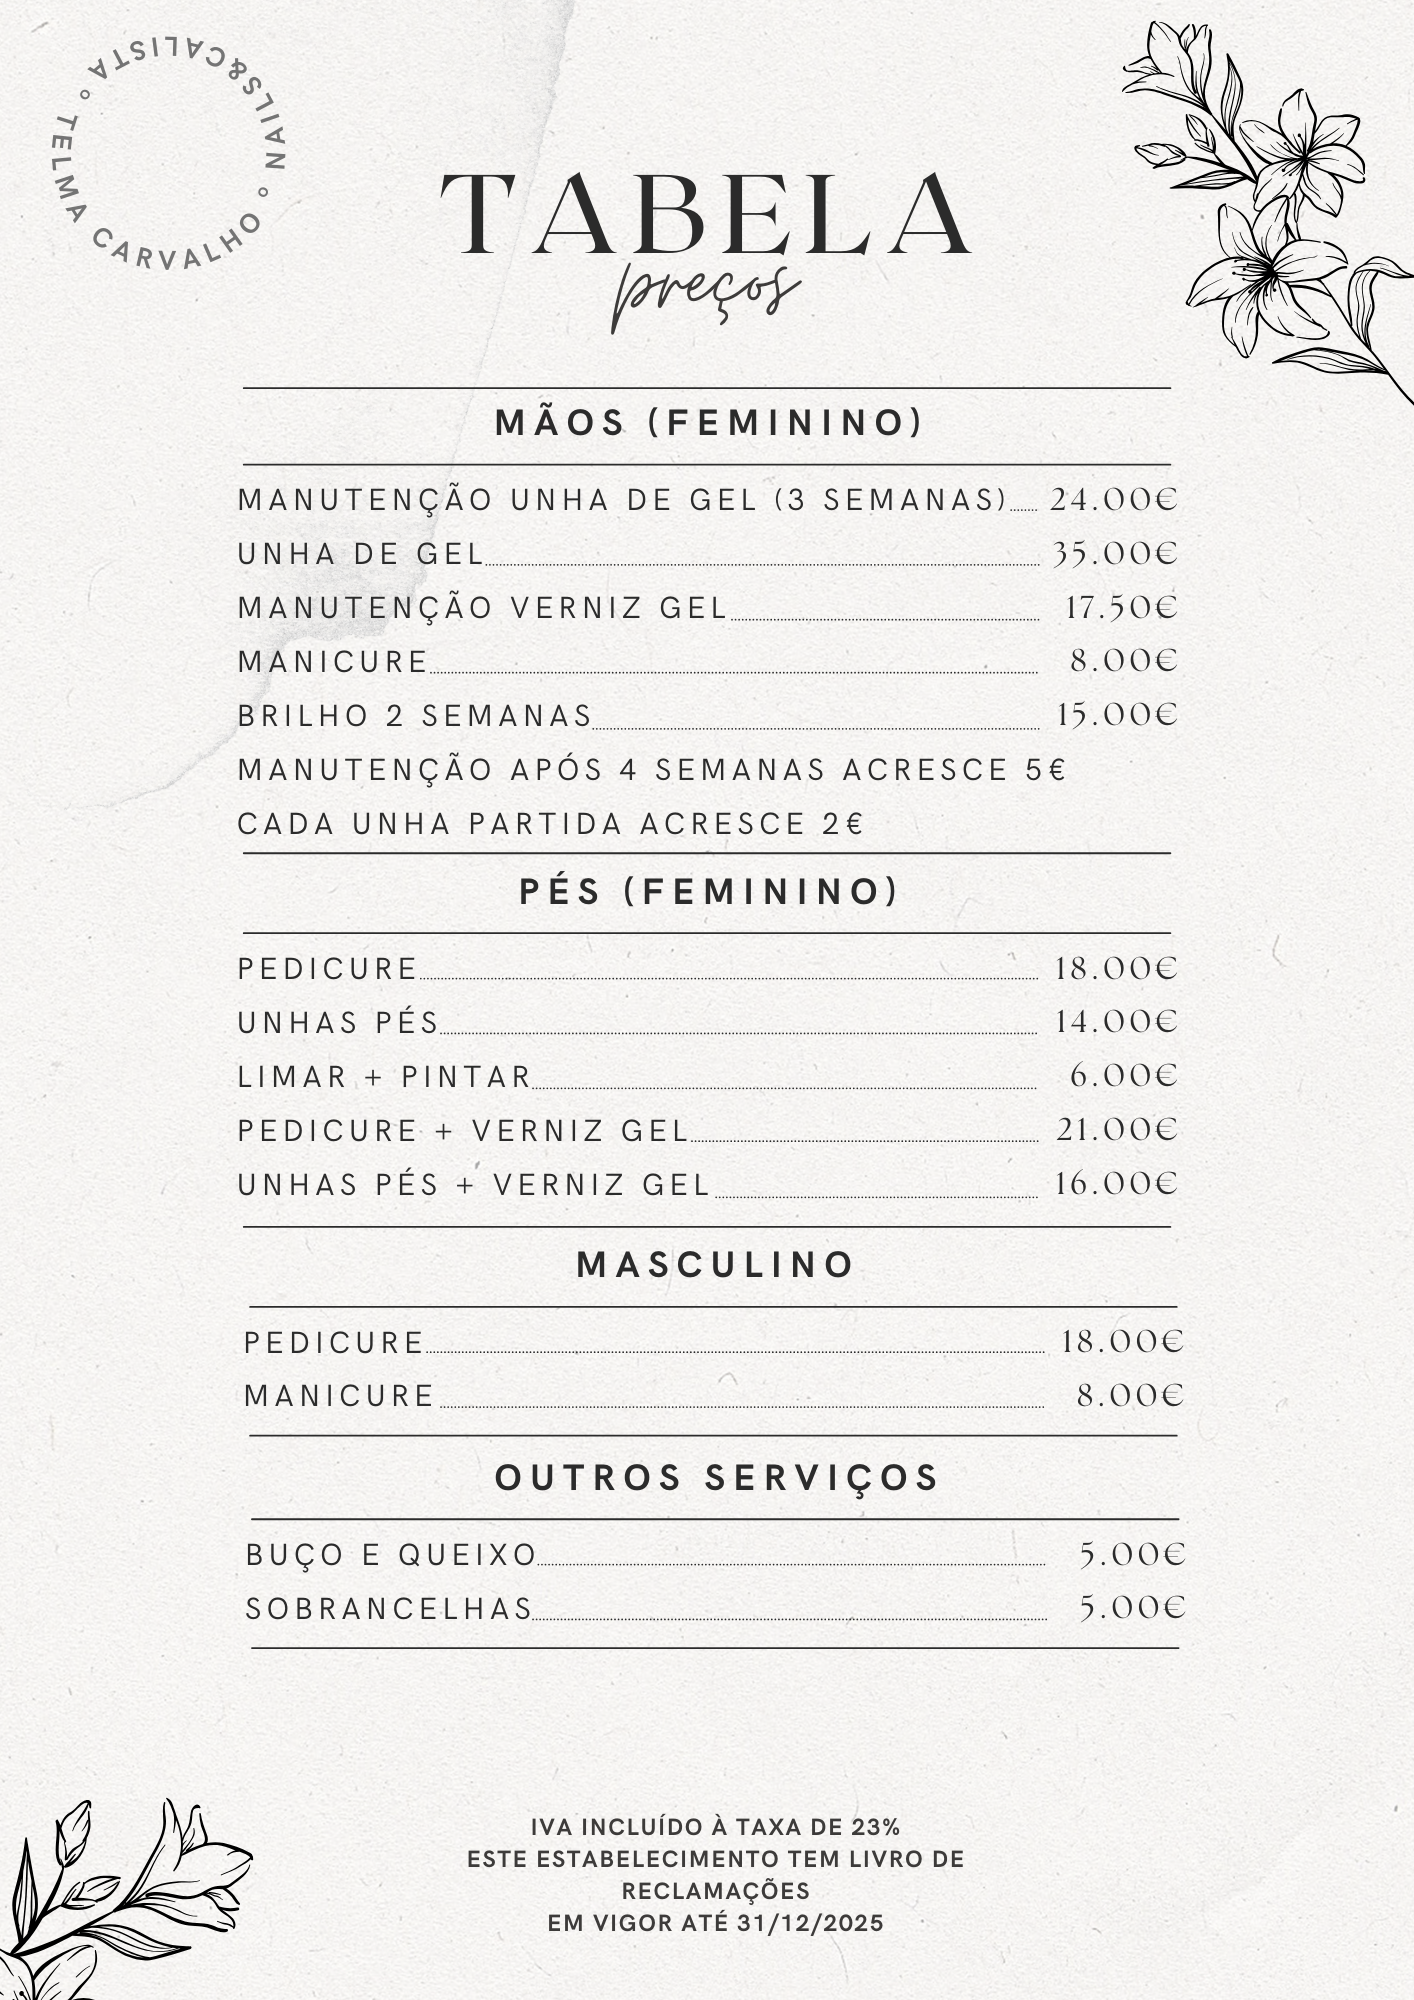 TELMA CARVALHO ° NAILS&CALISTA °
TABELA
preços
MÃOS (FEMININO)
MANUTENÇÃO UNHA DE GEL (3 SEMANAS) 24.00€
UNHA DE GEL 35.00€
MANUTENÇÃO VERNIZ GEL 17.50€
MANICURE 8.00€
BRILHO 2 SEMANAS 15.00€
MANUTENÇÃO APÓS 4 SEMANAS ACRESCE 5€
CADA UNHA PARTIDA ACRESCE 2€
PÉS (FEMININO)
PEDICURE 18.00€
UNHAS PÉS 14.00€
LIMAR + PINTAR 6.00€
PEDICURE + VERNIZ GEL 21.00€
UNHAS PÉS + VERNIZ GEL 16.00€
MASCULINO
PEDICURE 18.00€
MANICURE 8.00€
OUTROS SERVIÇOS
BUÇO E QUEIXO 5.00€
SOBRANCELHAS 5.00€
IVA INCLUÍDO À TAXA DE 23%
ESTE ESTABELECIMENTO TEM LIVRO DE
RECLAMAÇÕES
EM VIGOR ATÉ 31/12/2025